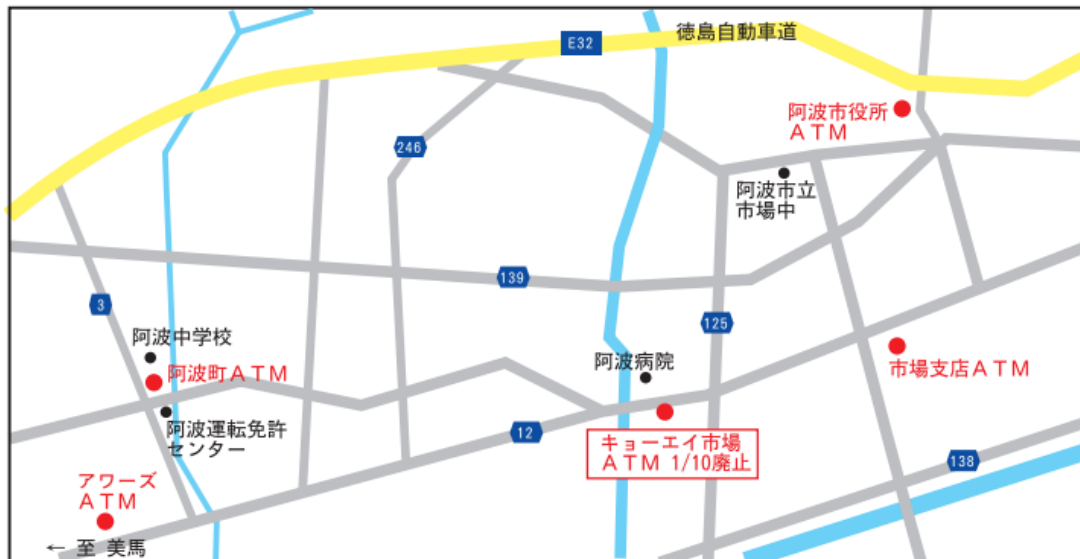 徳島自動車道
E32
阿波市役所
ATM
246
阿波市立
市場中
139
3
125
阿波中学校
阿波町ATM
阿波病院
市場支店ATM
阿波運転免許
センター
12
キョーエイ市場
ATM 1/10廃止
138
アワーズ
ATM
← 至 美馬